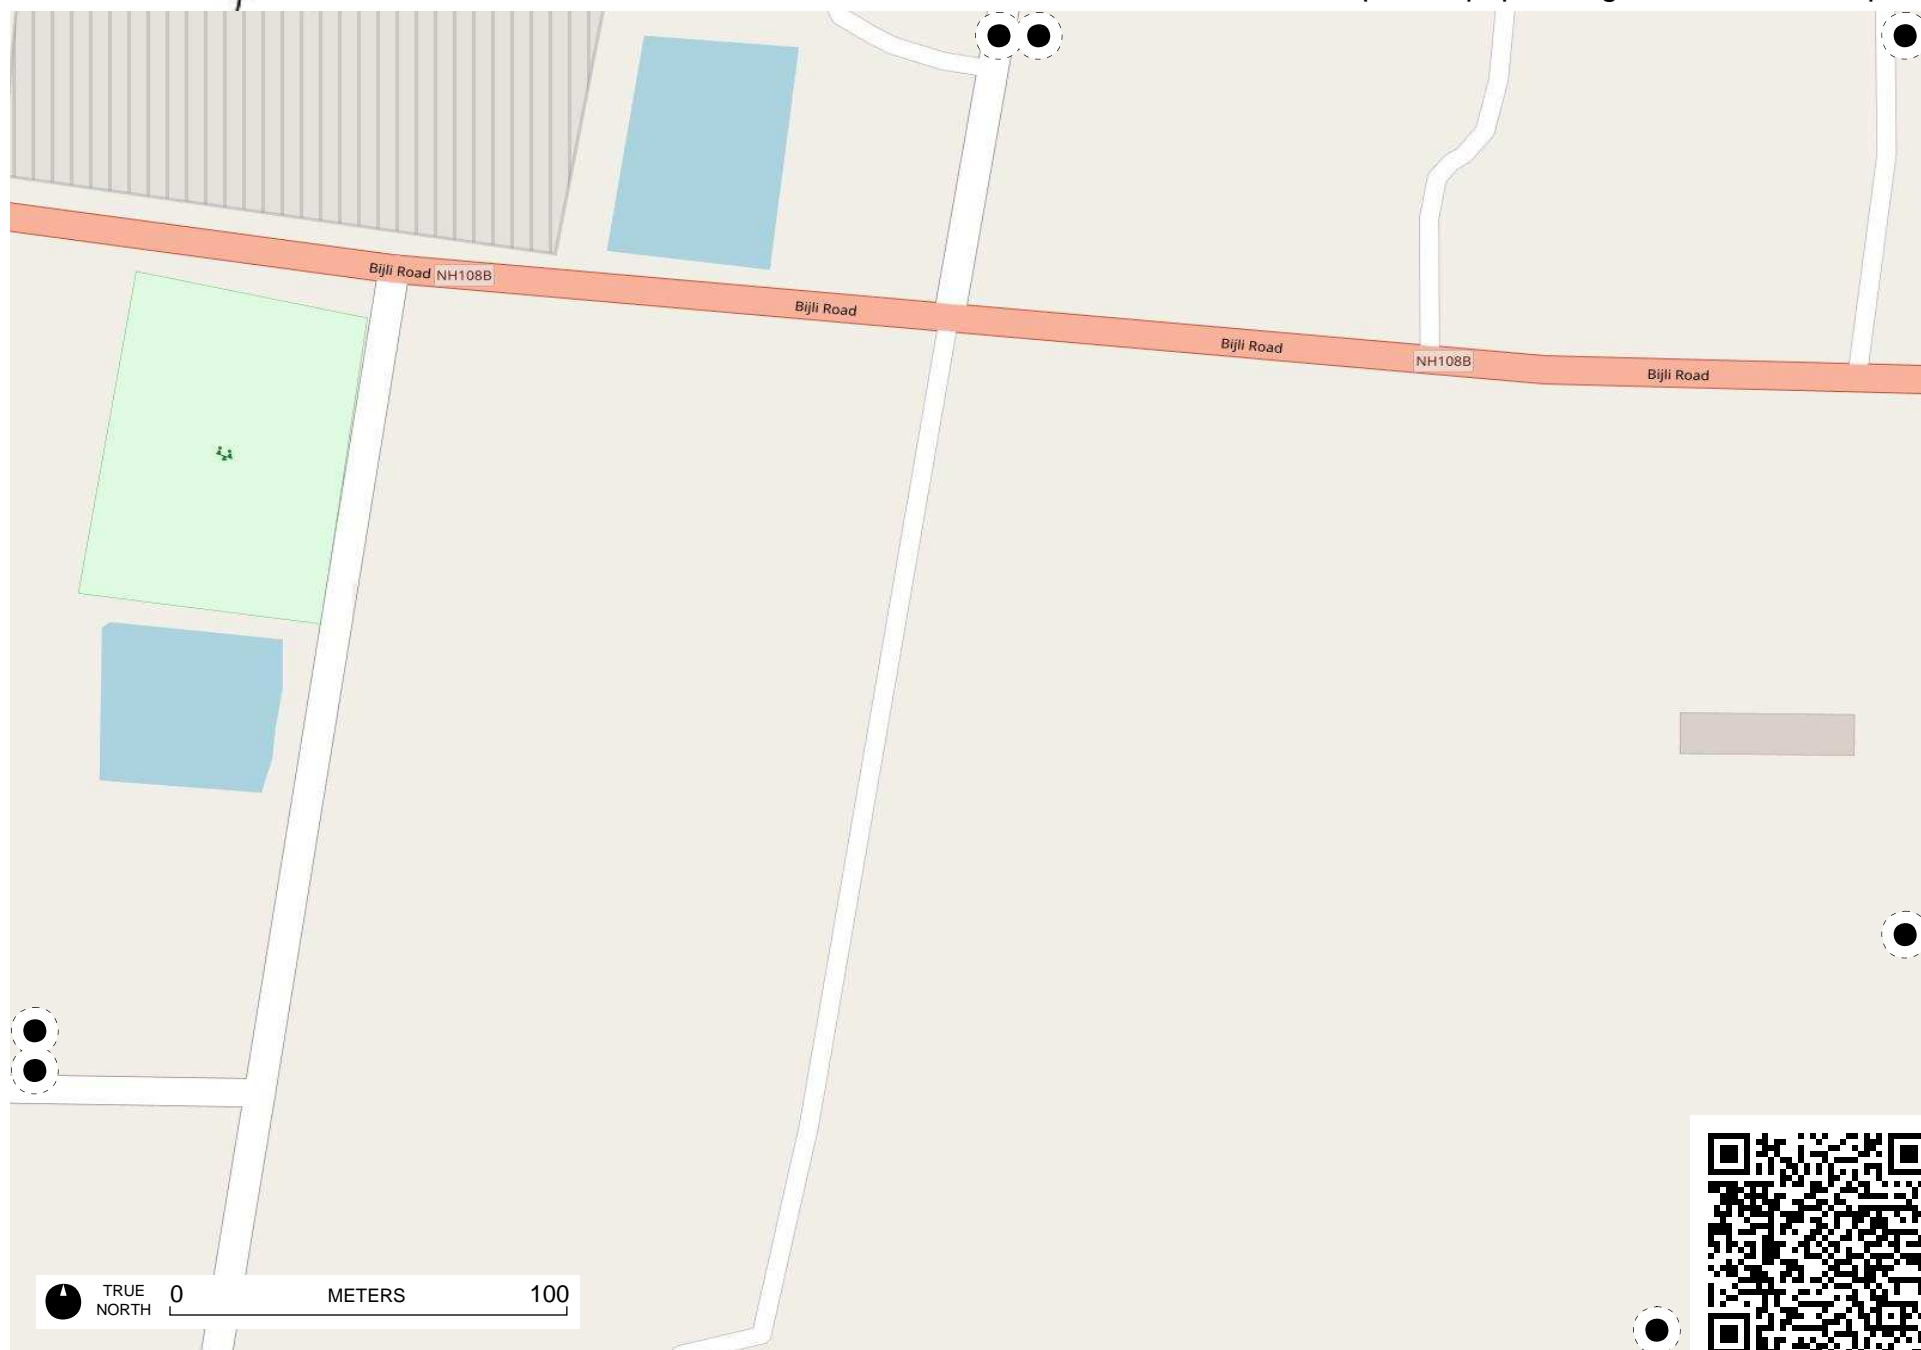 Bijli Road NH108B
Bijli Road
Bijli Road
NH108B
Bijli Road
TRUE
NORTH
0 METERS 100